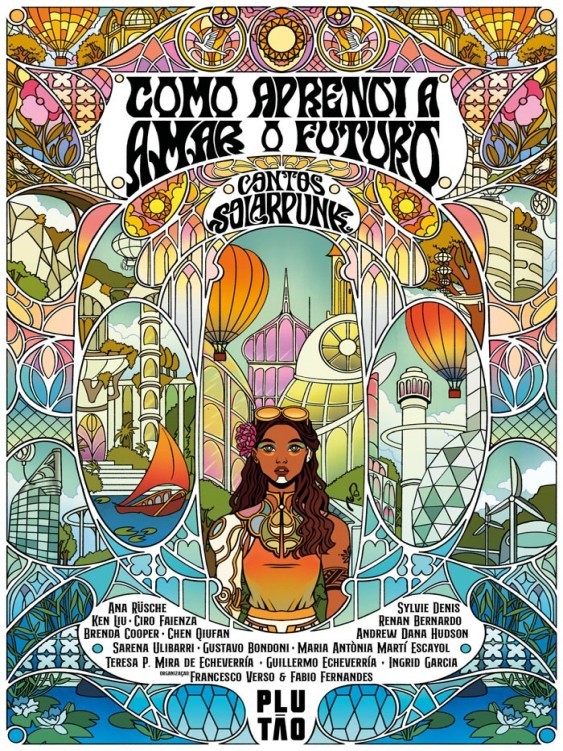 COMO APRENDI A
AMAR O FUTURO
CONTOS
SOLARPUNK
ANA RÜSCHE
KEN LIU • CIRO FAIENZA
BRENDA COOPER • CHEN QIUFAN
SYLVIE DENIS
RENAN BERNARDO
ANDREW DANA HUDSON
SARENA ULIBARRI • GUSTAVO BONDONI • MARIA ANTÒNIA MARTÍ ESCAYOL
TERESA P. MIRA DE ECHEVERRÍA • GUILLERMO ECHEVERRÍA • INGRID GARCIA
ORGANIZAÇÃO FRANCESCO VERSO & FABIO FERNANDES
PLU
TÃO